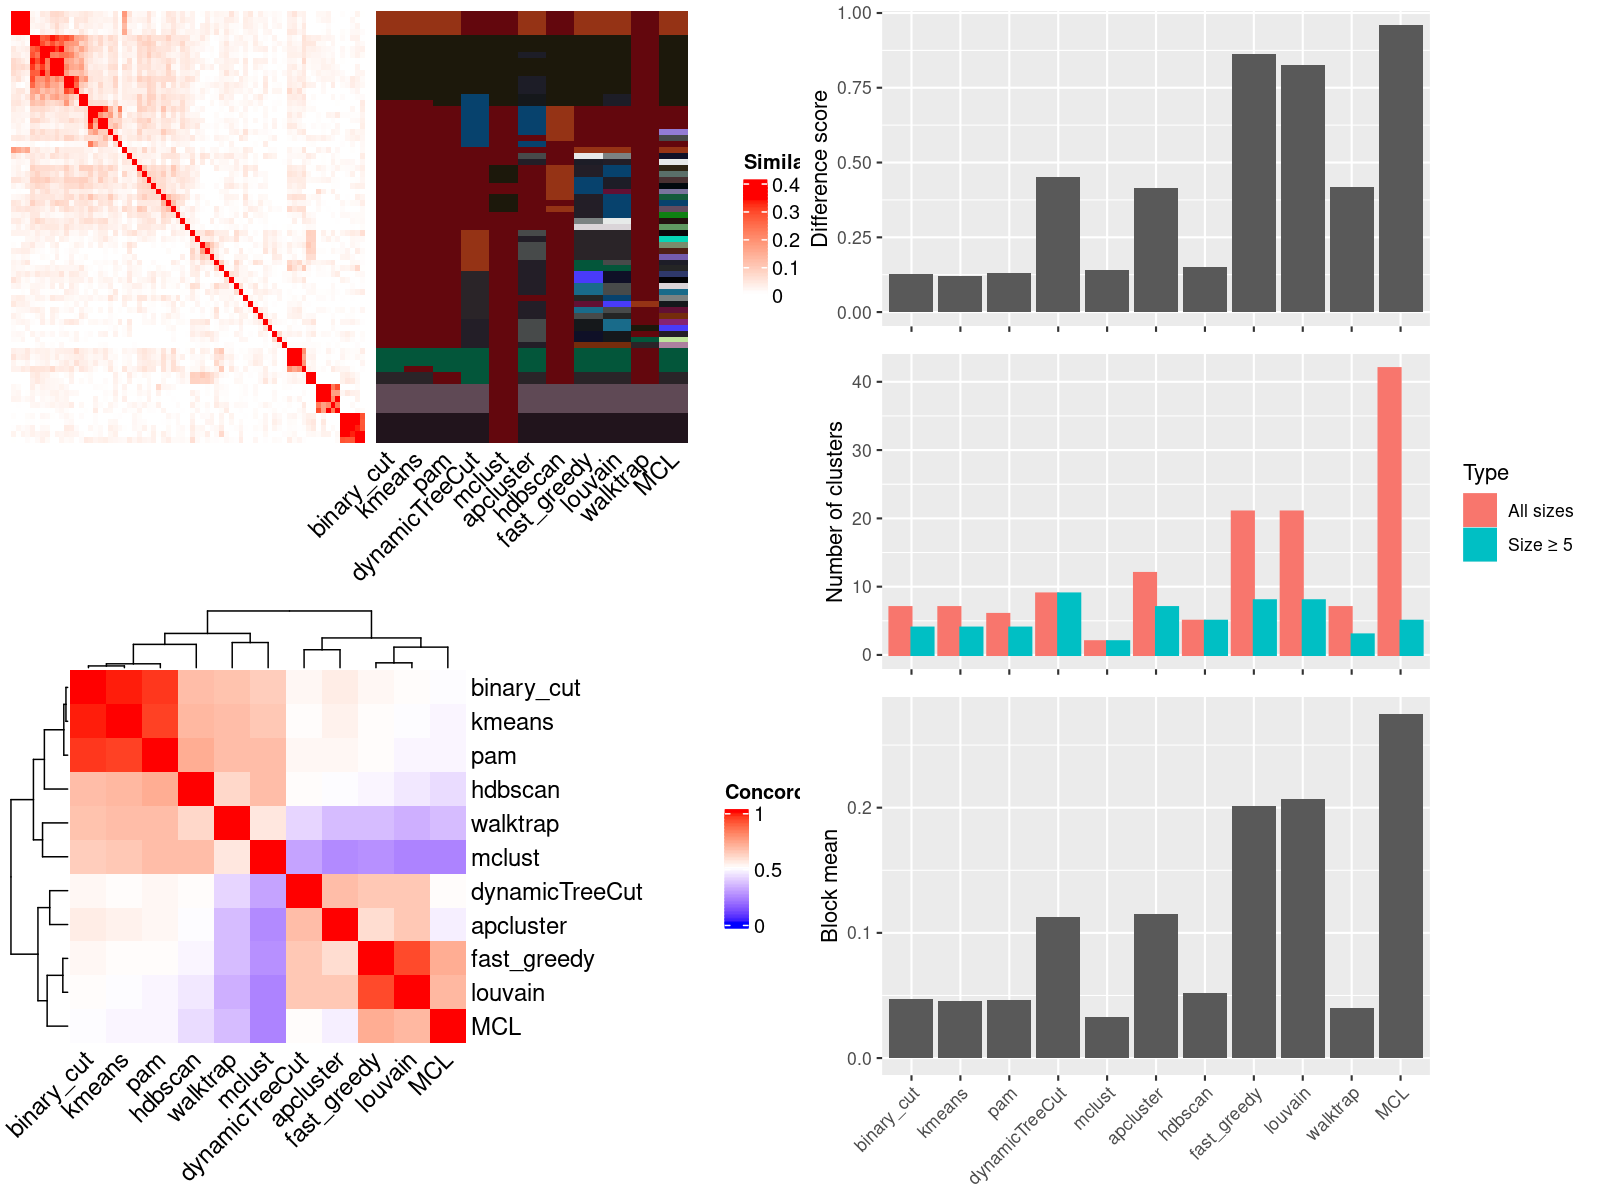 Simila
0.4
0.3
0.2
0.1
0
binary_cut
kmeans
pam
dynamicTreeCut
mclust
apcluster
hdbscan
fast_greedy
louvain
walktrap
MCL
binary_cut
kmeans
pam
hdbscan
walktrap
mclust
dynamicTreeCut
apcluster
fast_greedy
louvain
MCL
binary_cut
kmeans
pam
hdbscan
walktrap
mclust
dynamicTreeCut
apcluster
fast_greedy
louvain
MCL
Concord
1
0.5
0
Difference score
1.00
0.75
0.50
0.25
0.00
Number of clusters
40
30
20
10
0
Type
All sizes
Size ≥ 5
Block mean
0.2
0.1
0.0
binary_cut
kmeans
pam
dynamicTreeCut
mclust
apcluster
hdbscan
fast_greedy
louvain
walktrap
MCL